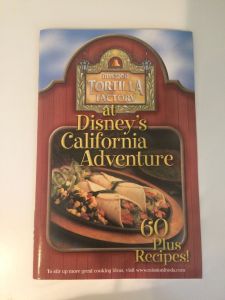 MISSION
TORTILLA
FACTORY
at
Disney's
California
Adventure
60
Plus
Recipes!
To stir up more great cooking ideas, visit www.missionfoods.com